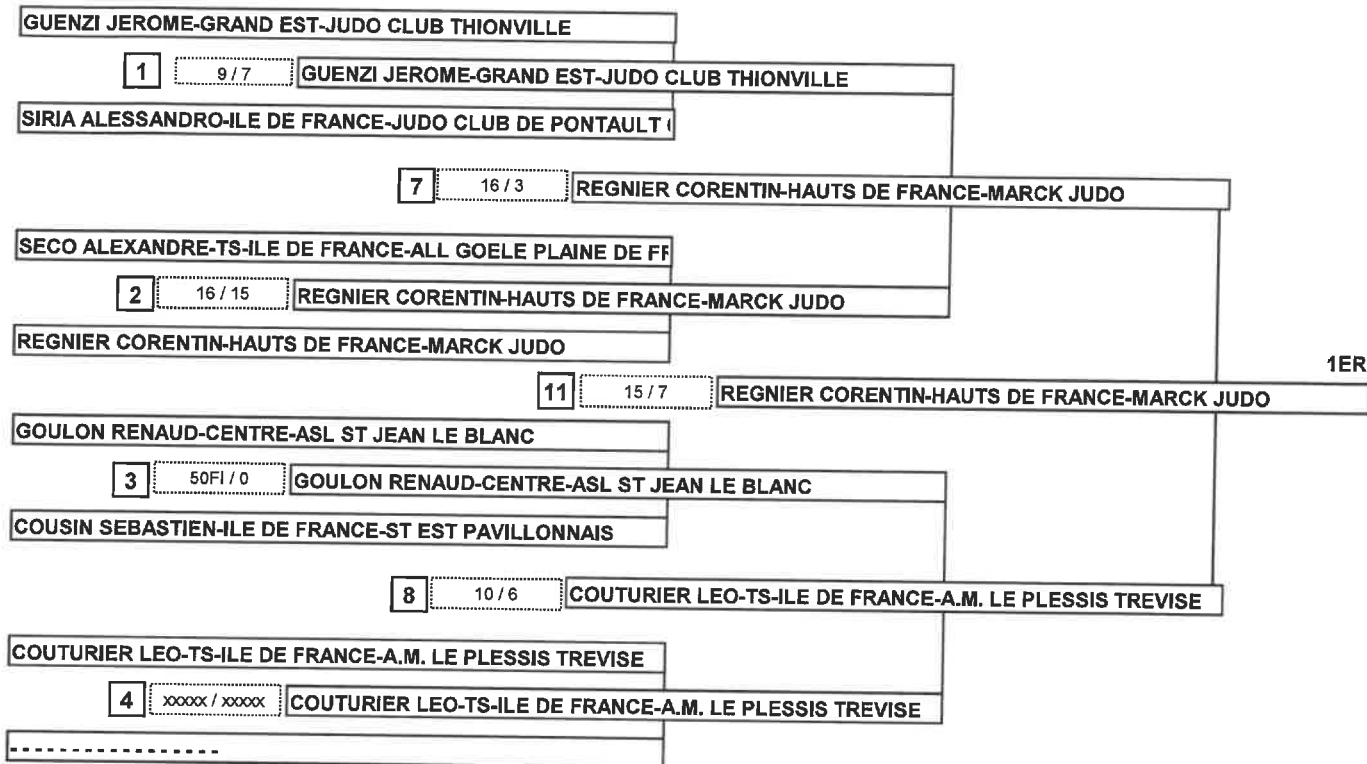 GUENZI JEROME-GRAND EST-JUDO CLUB THIONVILLE
1 9 / 7 GUENZI JEROME-GRAND EST-JUDO CLUB THIONVILLE
SIRIA ALESSANDRO-ILE DE FRANCE-JUDO CLUB DE PONTAULT
7 16 / 3 REGNIER CORENTIN-HAUTS DE FRANCE-MARCK JUDO
SECO ALEXANDRE-TS-ILE DE FRANCE-ALL GOELE PLAINE DE FR
2 16 / 15 REGNIER CORENTIN-HAUTS DE FRANCE-MARCK JUDO
REGNIER CORENTIN-HAUTS DE FRANCE-MARCK JUDO
1ER
11 15 / 7 REGNIER CORENTIN-HAUTS DE FRANCE-MARCK JUDO
GOULON RENAUD-CENTRE-ASL ST JEAN LE BLANC
3 50FI / 0 GOULON RENAUD-CENTRE-ASL ST JEAN LE BLANC
COUSIN SEBASTIEN-ILE DE FRANCE-ST EST PAVILLONNAIS
8 10 / 6 COUTURIER LEO-TS-ILE DE FRANCE-A.M. LE PLESSIS TREVISE
COUTURIER LEO-TS-ILE DE FRANCE-A.M. LE PLESSIS TREVISE
4 xxxxx / xxxxx COUTURIER LEO-TS-ILE DE FRANCE-A.M. LE PLESSIS TREVISE
- - - - - - - - - - - - - - - - -